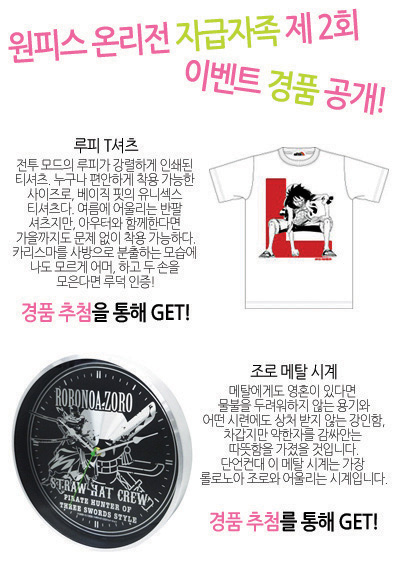 원피스 온리전 자급자족 제 2회
이벤트 경품 공개!
루피 T셔츠
전투 모드의 루피가 강렬하게 인쇄된
티셔츠. 누구나 편안하게 착용 가능한
사이즈로, 베이직 핏의 유니섹스
티셔츠다. 여름에 어울리는 반팔
셔츠지만, 아우터와 함께한다면
가을까지도 문제 없이 착용 가능하다.
카리스마를 사방으로 분출하는 모습에
나도 모르게 어머, 하고 두 손을
모은다면 루덕 인증!
경품 추첨을 통해 GET!
조로 메탈 시계
메탈에게도 영혼이 있다면
물불을 두려워하지 않는 용기와
어떤 시련에도 상처 받지 않는 강인함,
차갑지만 약한자를 감싸안는
따뜻함을 가졌을 것입니다.
단언컨대 이 메탈 시계는 가장
롤로노아 조로와 어울리는 시계입니다.
경품 추첨를 통해 GET!
RORONOA.ZORO
STRAW HAT CREW
PIRATE HUNTER OF
THREE SWORDS STYLE